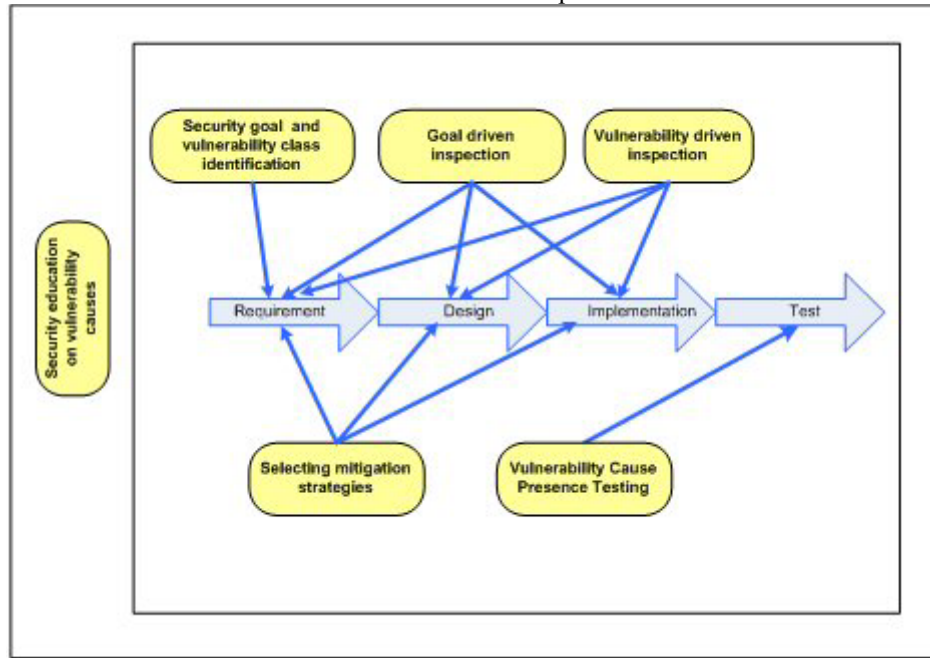 Security goal and
vulnerability class
identification
Goal driven
inspection
Vulnerability driven
inspection
Security education
on vulnerability
causes
Requirement
Design
Implementation
Test
Selecting mitigation
strategies
Vulnerability Cause
Presence Testing